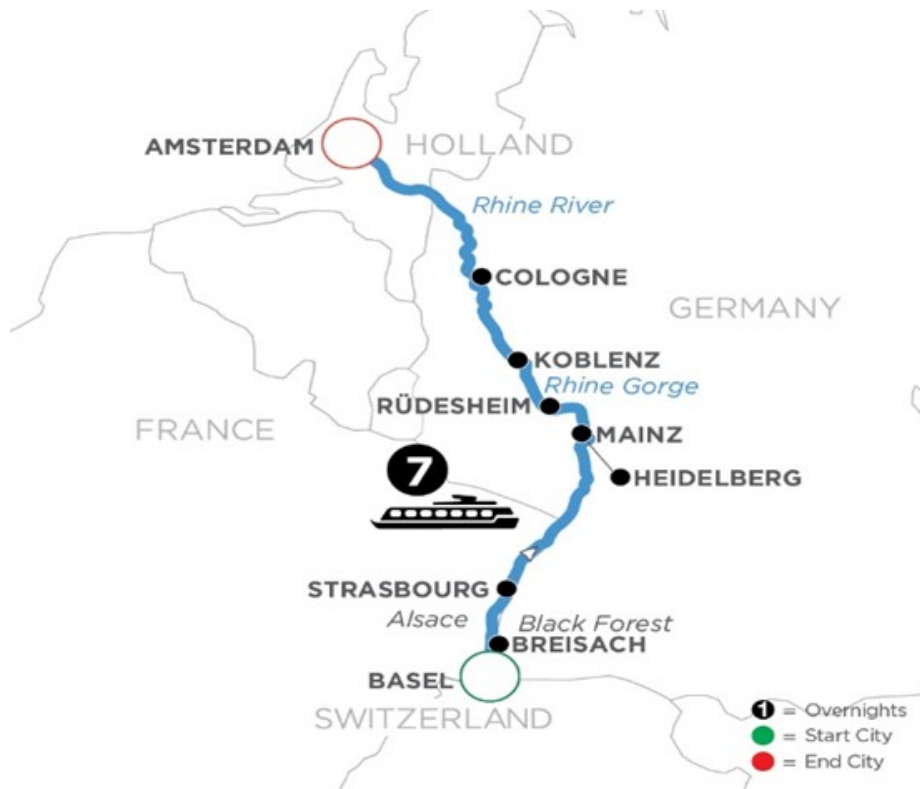 AMSTERDAM
HOLLAND
Rhine River
COLOGNE
GERMANY
KOBLENZ
Rhine Gorge
RÜDESHEIM
FRANCE
MAINZ
7
HEIDELBERG
STRASBOURG
Alsace
Black Forest
BREISACH
BASEL
SWITZERLAND
1 = Overnights
= Start City
= End City